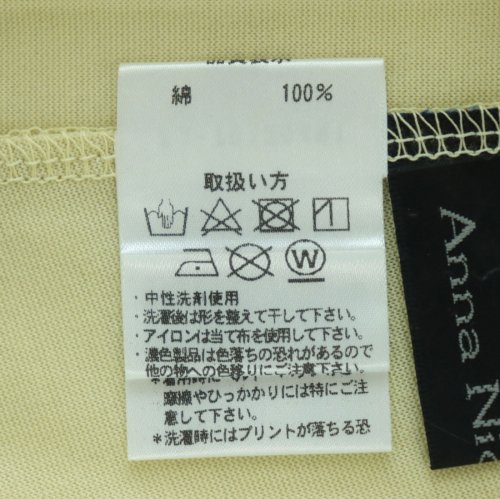 綿 100%
取扱い方
W
・中性洗剤使用
・洗濯後は形を整えて干して下さい。
・アイロンは当て布を使用して下さい。
・濃色製品は色落ちの恐れがあるので
他の物への色移りにご注意下さい。
摩擦やひっかかりには特にご注
意して下さい。
＊洗濯時にはプリントが落ちる恐
Anna Nic